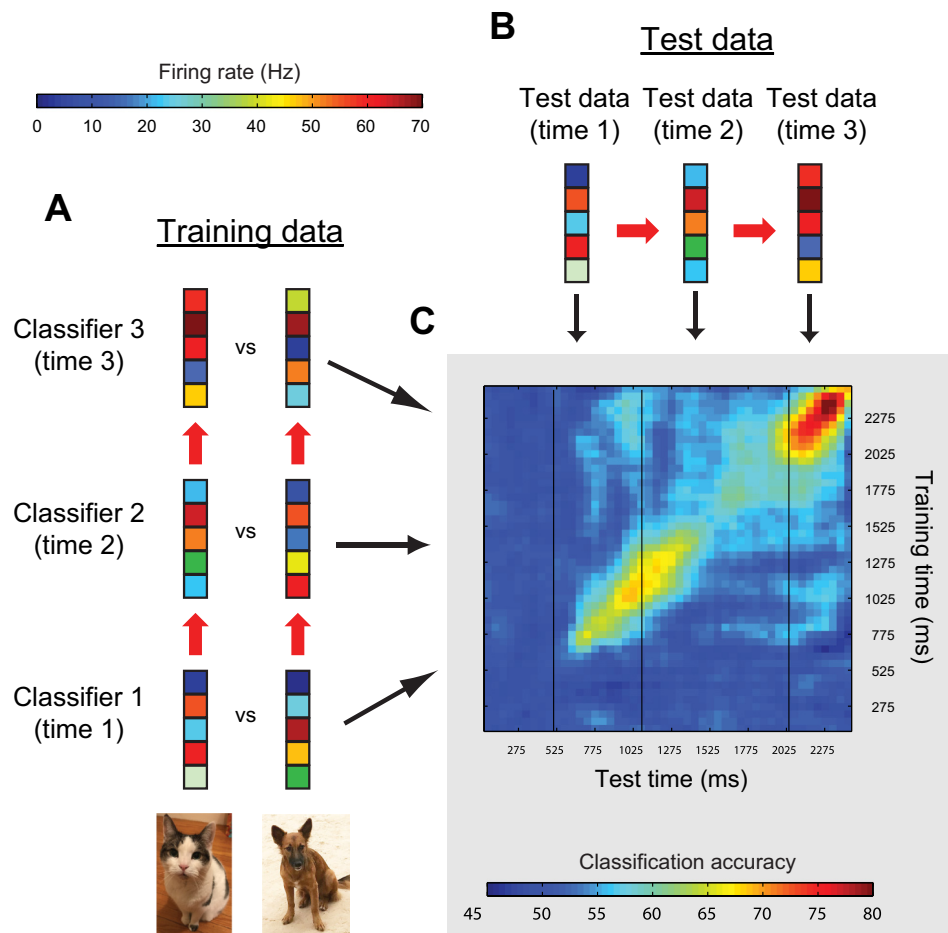 B
Test data
Firing rate (Hz)
0 10 20 30 40 50 60 70
Test data (time 1)
Test data (time 2)
Test data (time 3)
A
Training data
Classifier 3 (time 3)
vs
Classifier 2 (time 2)
vs
Classifier 1 (time 1)
vs
C
2275
2025
1775
1525
1275
1025
775
525
275
Training time (ms)
275 525 775 1025 1275 1525 1775 2025 2275
Test time (ms)
Classification accuracy
45 50 55 60 65 70 75 80